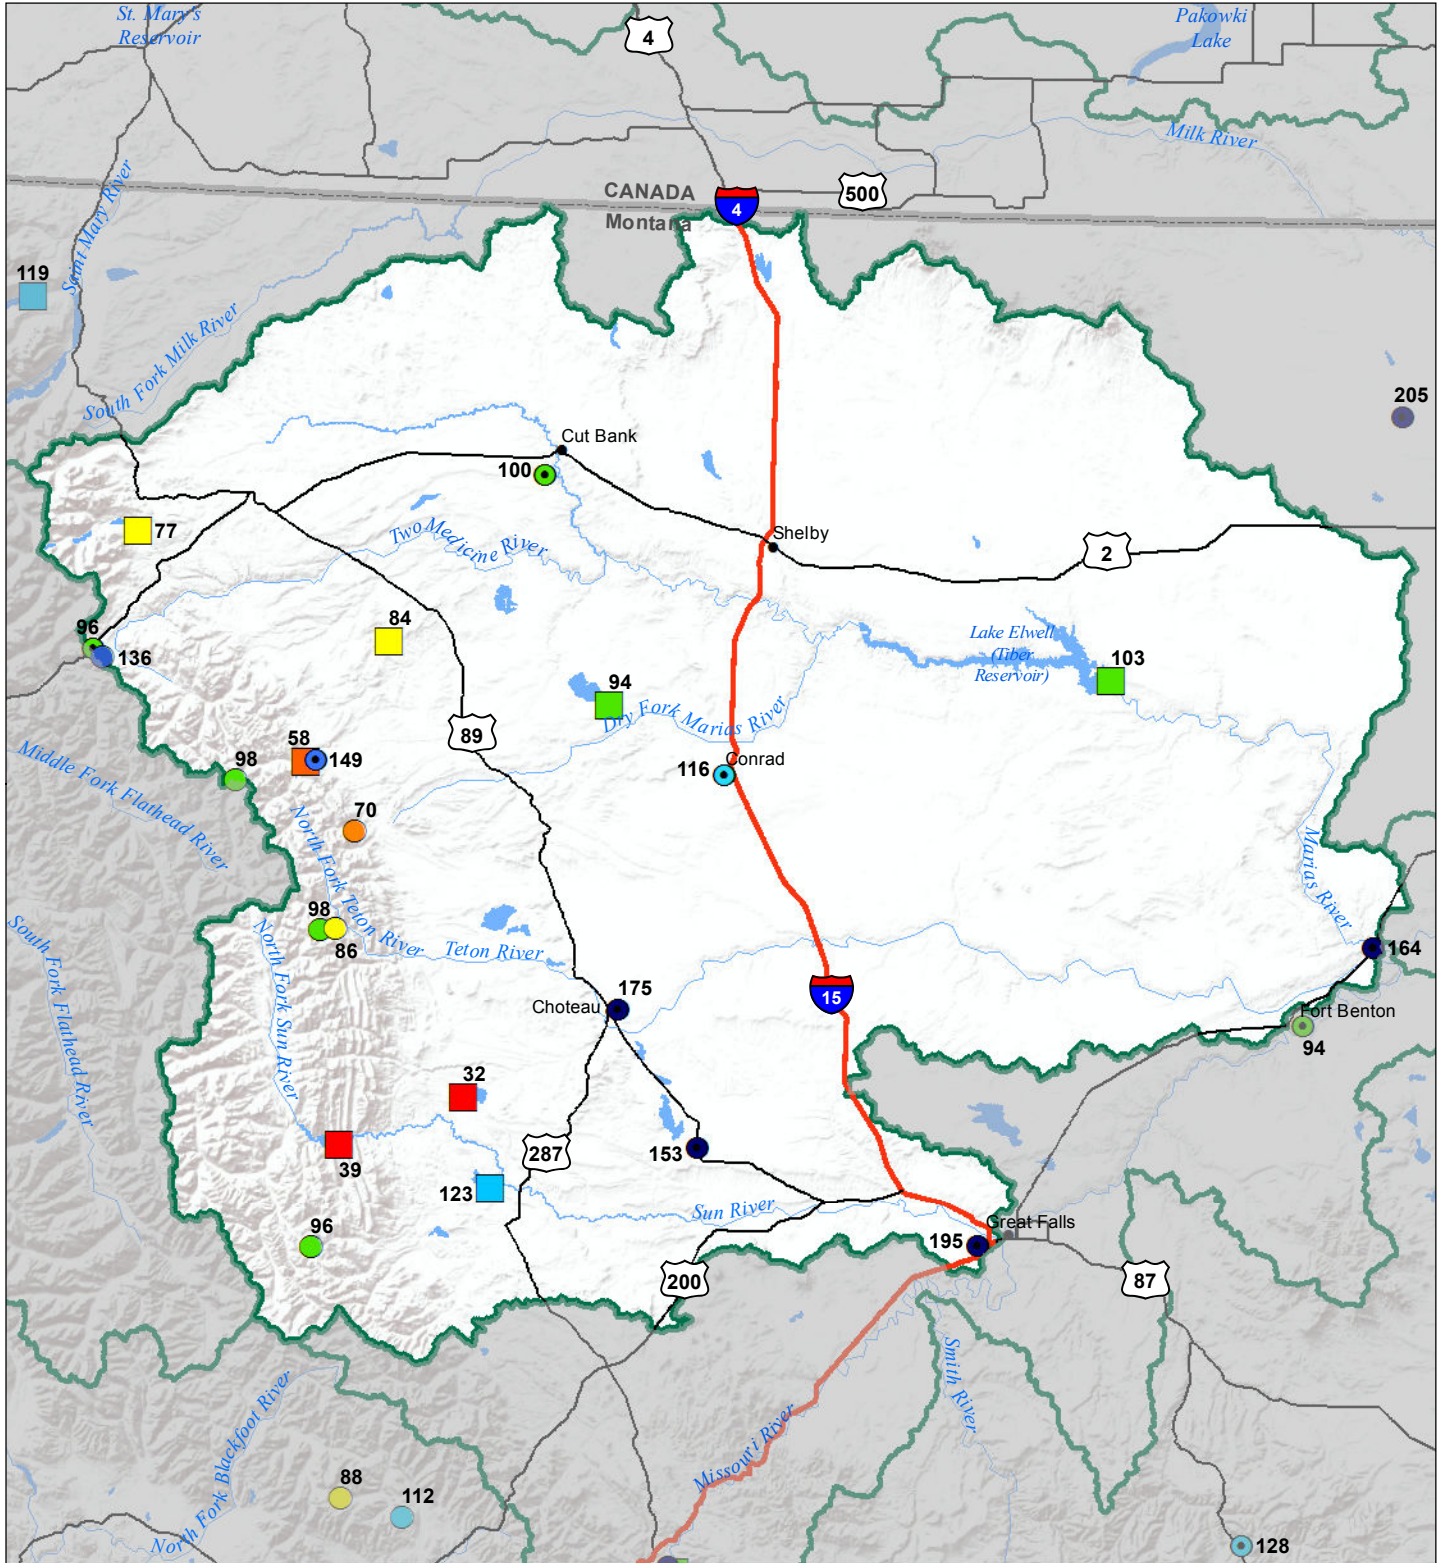 St. Mary's
Reservoir
4
Pakowki
Lake
Milk River
CANADA
Montana
4
500
Saint Mary River
119
South Fork Milk River
205
Cut Bank
100
77
Two Medicine River
Shelby
2
96
136
84
Lake Elwell
(Tiber
Reservoir)
103
94
Dry Fork Marias River
89
Middle Fork Flathead River
98
58
149
Conrad
116
70
North Fork Teton River
Marias River
98
86
South Fork Flathead River
North Fork Sun River
Teton River
164
175
Choteau
15
Fort Benton
94
32
39
287
153
123
Sun River
96
Great Falls
195
200
87
Smith River
North Fork Blackfoot River
Missouri River
88
112
128